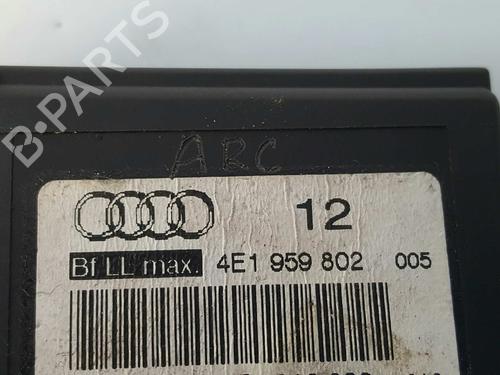 B-PARTS
ARC
12
Bf LL max. 4E1 959 802 005